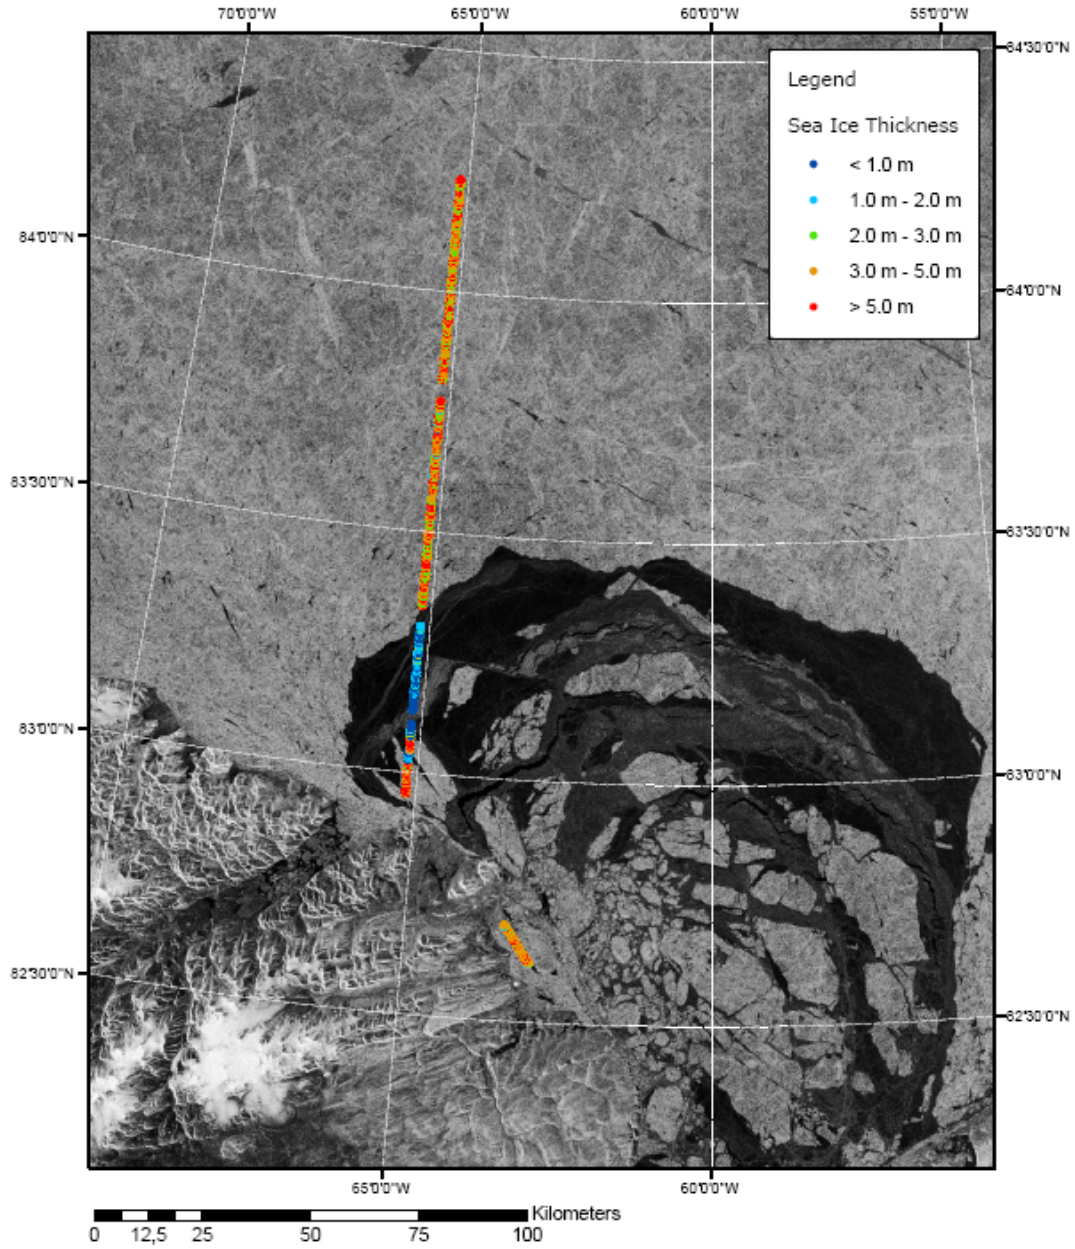 70°0'0"W 65°0'0"W 60°0'0"W 55°0'0"W
84°30'0"N
Legend
Sea Ice Thickness
< 1.0 m
1.0 m - 2.0 m
2.0 m - 3.0 m
3.0 m - 5.0 m
> 5.0 m
84°0'0"N
84°0'0"N
83°30'0"N
83°30'0"N
83°0'0"N
83°0'0"N
82°30'0"N
82°30'0"N
65°0'0"W 60°0'0"W
Kilometers
0 12,5 25 50 75 100